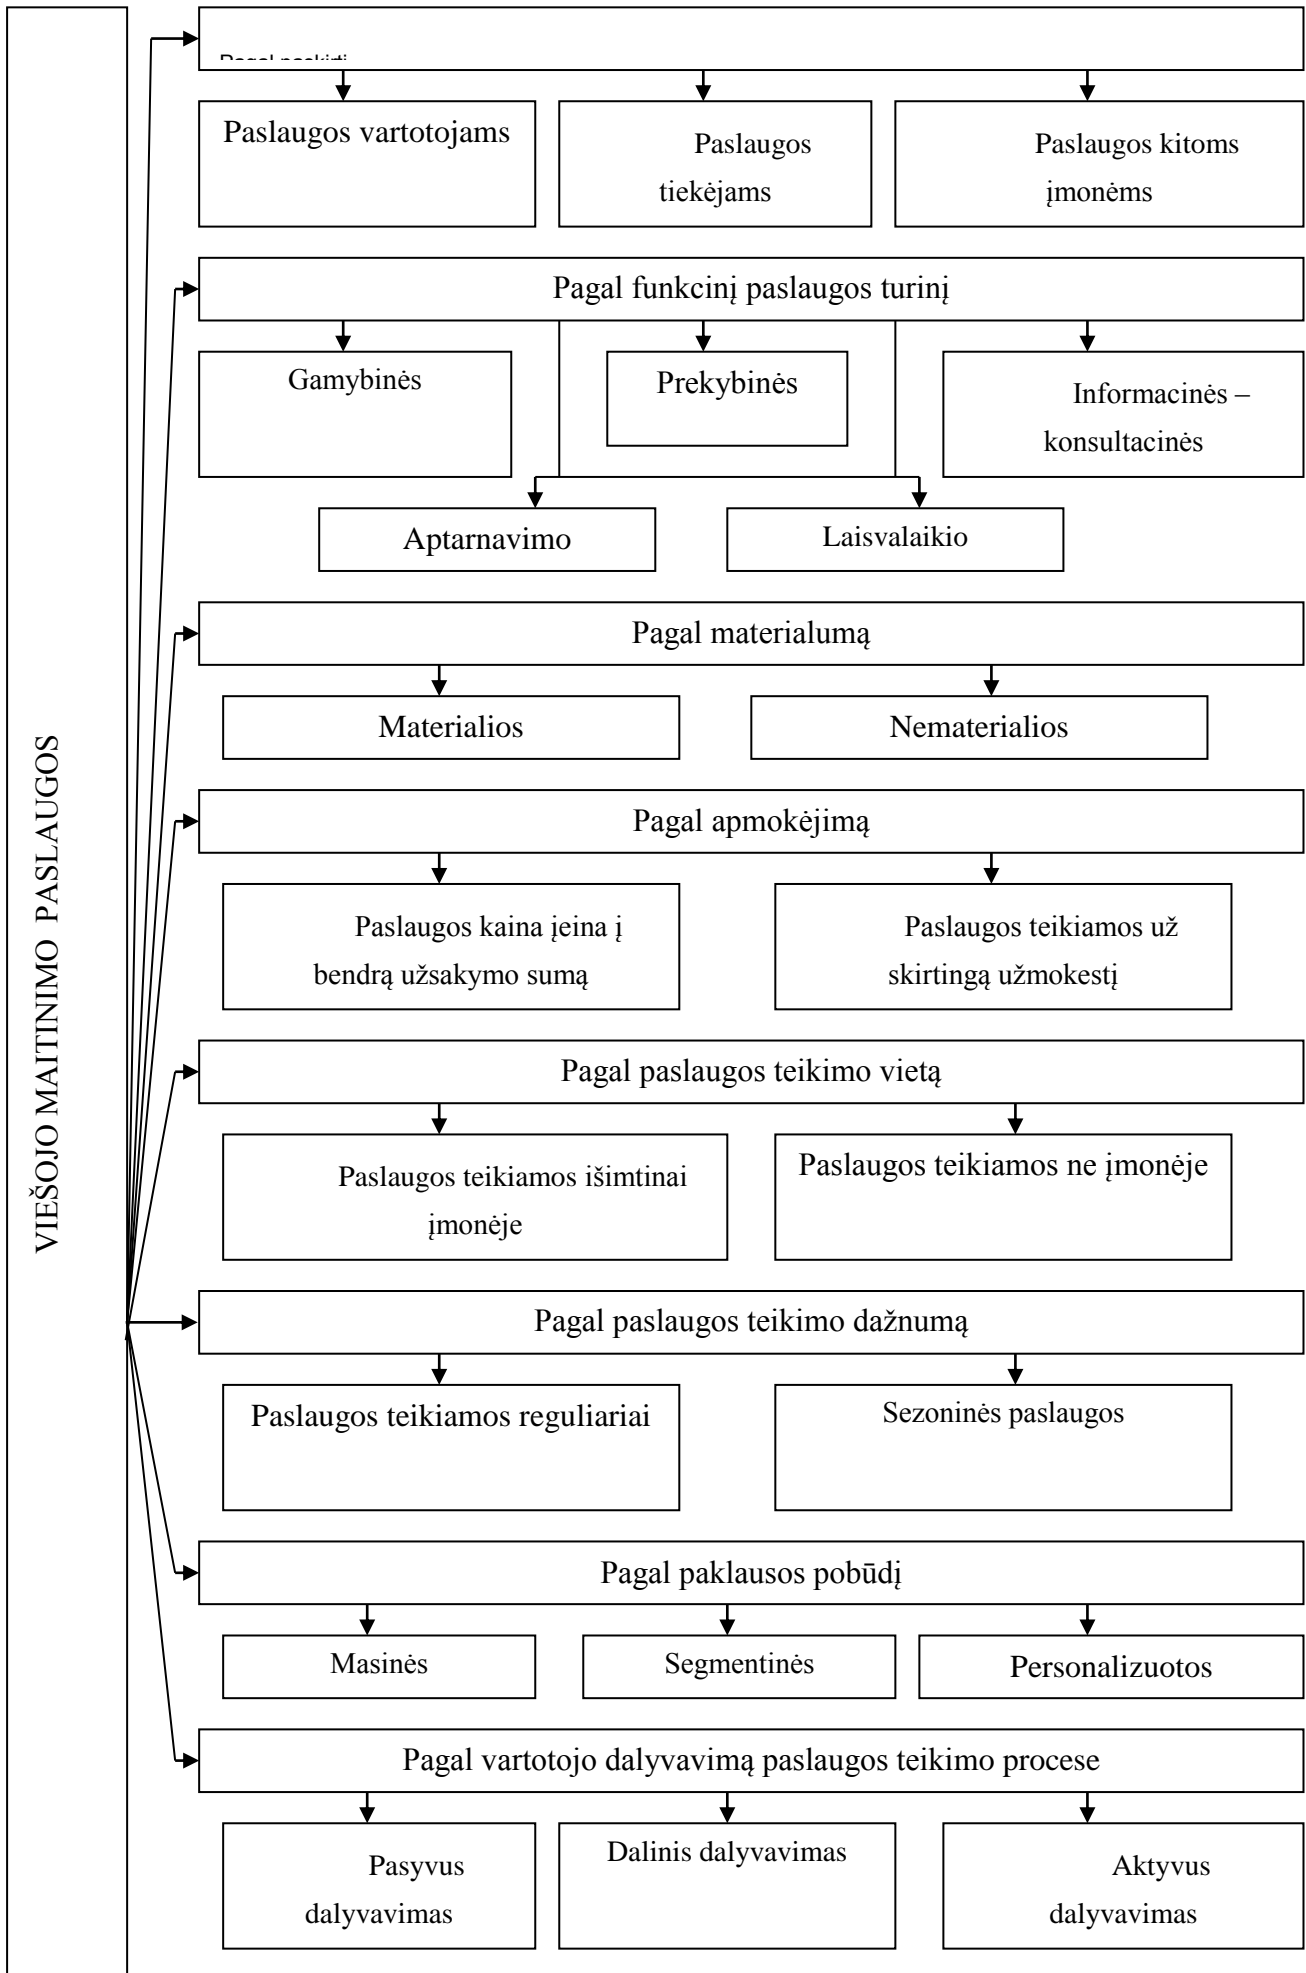 VIEŠOJO MAITINIMO PASLAUGOS
Pagal paskirtį
Paslaugos vartotojams
Paslaugos
tiekėjams
Paslaugos kitoms
įmonėms
Pagal funkcinį paslaugos turinį
Gamybinės
Prekybinės
Informacinės –
konsultacinės
Aptarnavimo
Laisvalaikio
Pagal materialumą
Materialios
Nematerialios
Pagal apmokėjimą
Paslaugos kaina įeina į
bendrą užsakymo sumą
Paslaugos teikiamos už
skirtingą užmokestį
Pagal paslaugos teikimo vietą
Paslaugos teikiamos išimtinai
įmonėje
Paslaugos teikiamos ne įmonėje
Pagal paslaugos teikimo dažnumą
Paslaugos teikiamos reguliariai
Sezoninės paslaugos
Pagal paklausos pobūdį
Masinės
Segmentinės
Personalizuotos
Pagal vartotojo dalyvavimą paslaugos teikimo procese
Pasyvus
dalyvavimas
Dalinis dalyvavimas
Aktyvus
dalyvavimas